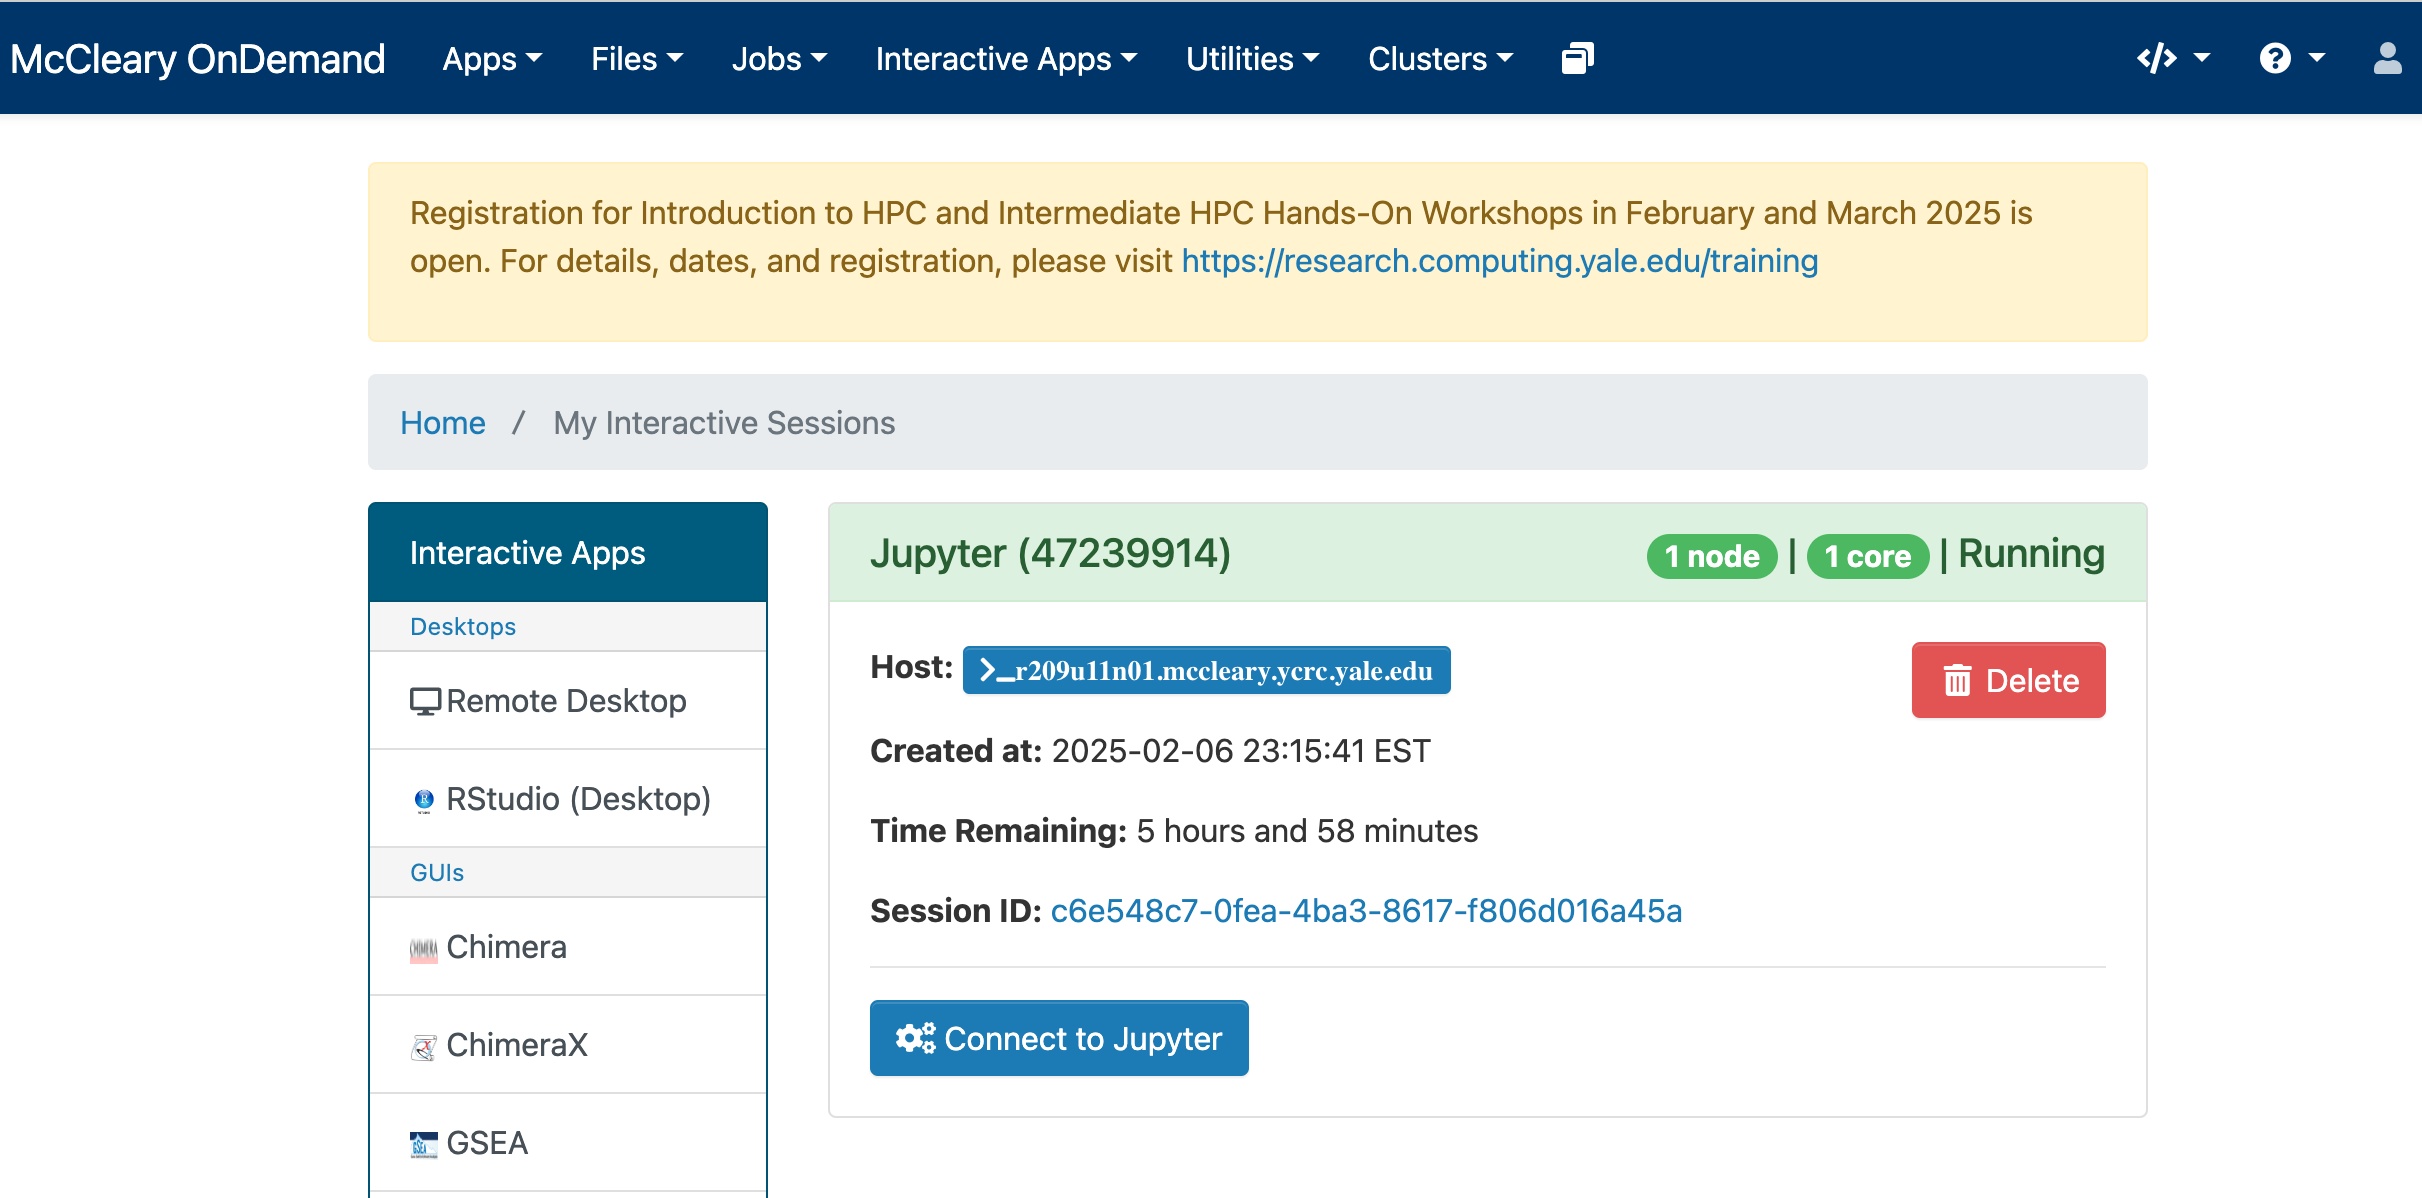 McCleary OnDemand Apps Files Jobs Interactive Apps Utilities Clusters
Registration for Introduction to HPC and Intermediate HPC Hands-On Workshops in February and March 2025 is
open. For details, dates, and registration, please visit https://research.computing.yale.edu/training
Home / My Interactive Sessions
Interactive Apps
Desktops
Remote Desktop
RStudio (Desktop)
GUIs
Chimera
ChimeraX
GSEA
Jupyter (47239914) 1 node | 1 core | Running
Host: >_r209u11n01.mccleary.ycrc.yale.edu
Delete
Created at: 2025-02-06 23:15:41 EST
Time Remaining: 5 hours and 58 minutes
Session ID: c6e548c7-0fea-4ba3-8617-f806d016a45a
Connect to Jupyter